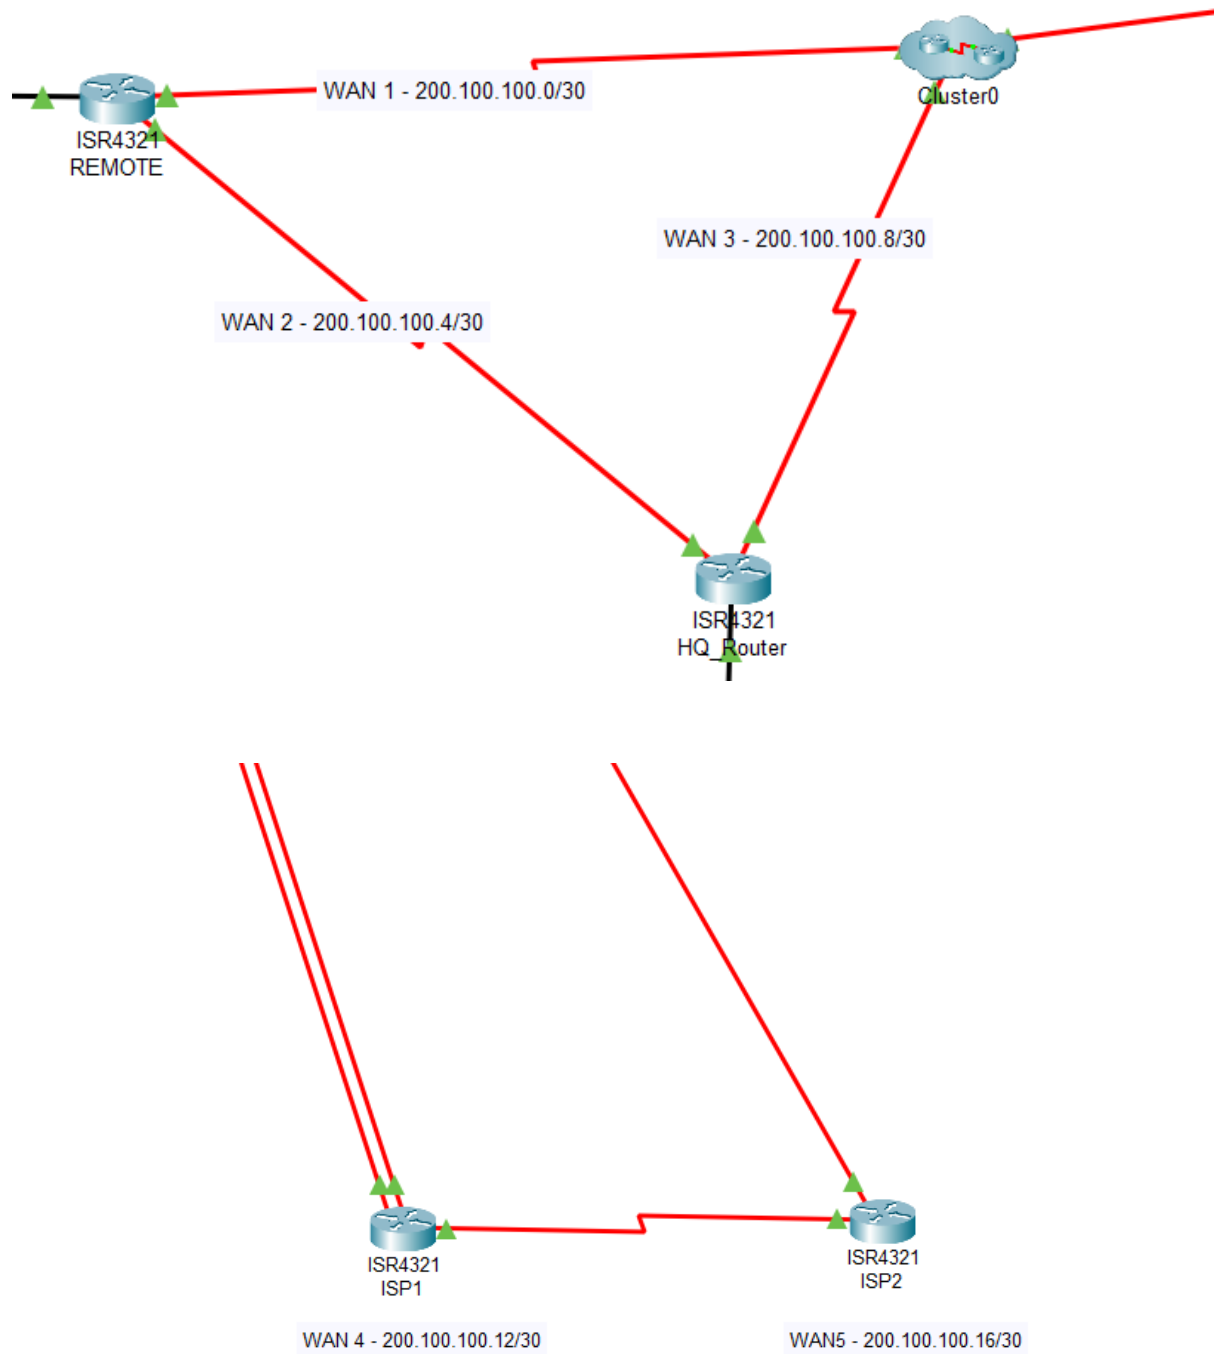 Cluster0
WAN 1 - 200.100.100.0/30
ISR4321
REMOTE
WAN 3 - 200.100.100.8/30
WAN 2 - 200.100.100.4/30
ISR4321
HQ_Router
ISR4321
ISP1
ISR4321
ISP2
WAN 4 - 200.100.100.12/30
WAN5 - 200.100.100.16/30